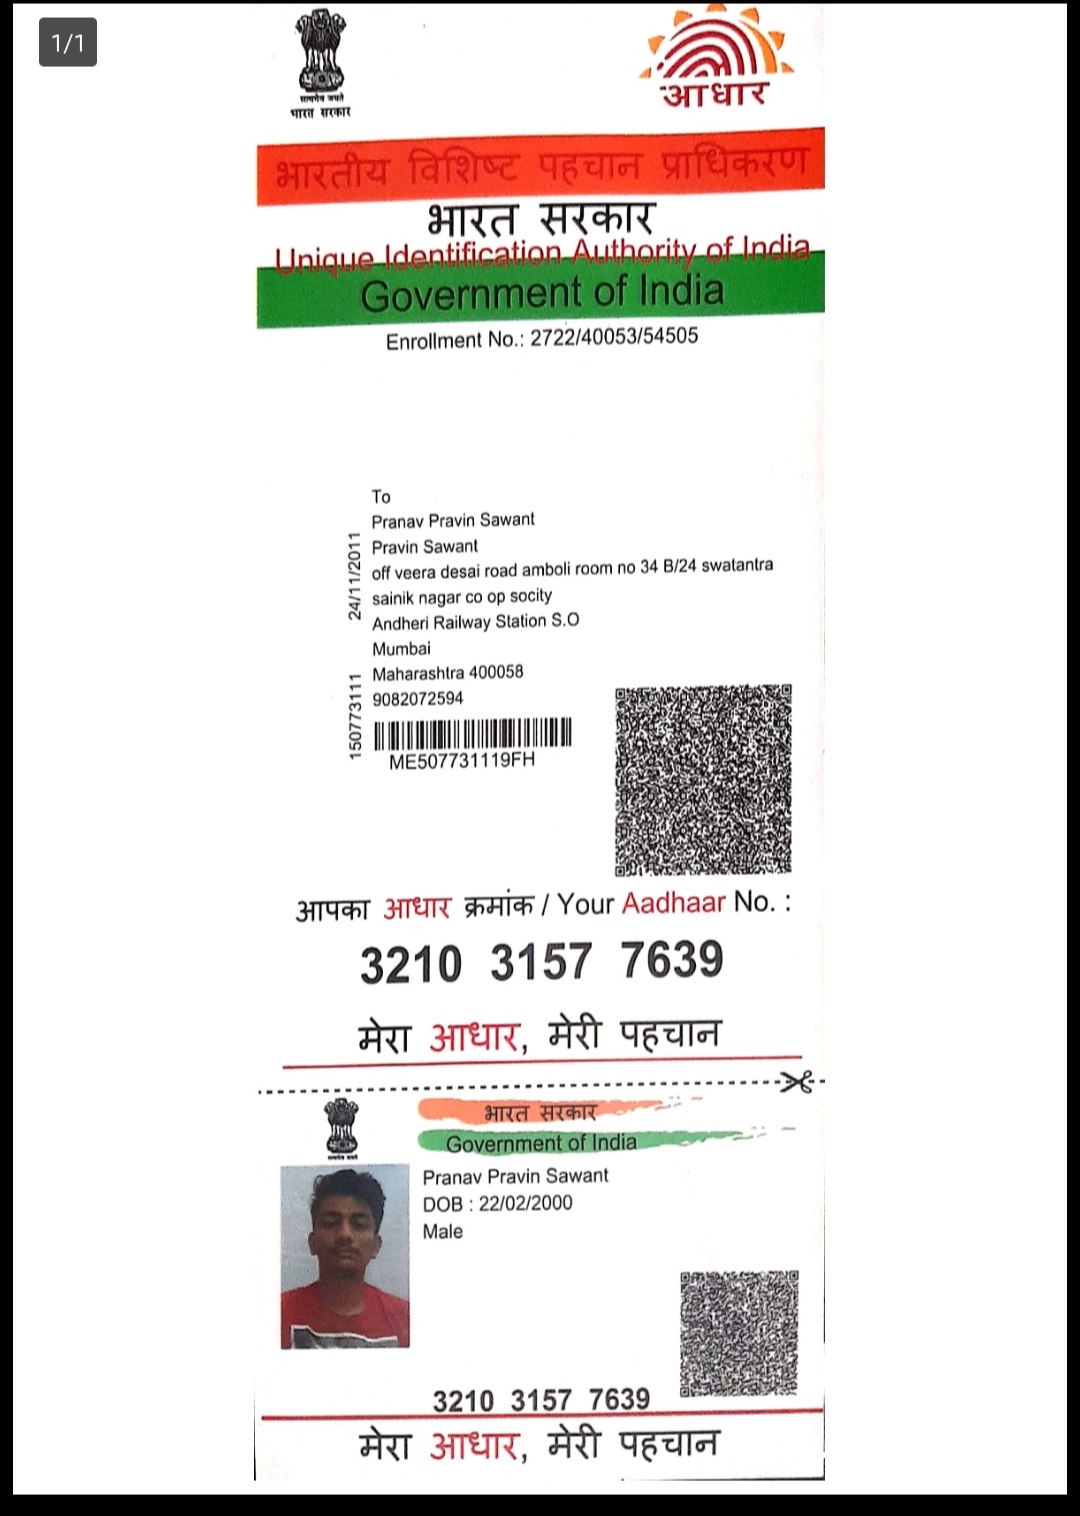 1/1
सत्यमेव जयते
भारत सरकार
आधार
भारतीय विशिष्ट पहचान प्राधिकरण
भारत सरकार
Unique Identification Authority of India
Government of India
Enrollment No.: 2722/40053/54505
To
Pranav Pravin Sawant
Pravin Sawant
off veera desai road amboli room no 34 B/24 swatantra
sainik nagar co op socity
Andheri Railway Station S.O
Mumbai
Maharashtra 400058
9082072594
24/11/2011
150773111
ME507731119FH
आपका आधार क्रमांक / Your Aadhaar No. :
3210 3157 7639
मेरा आधार, मेरी पहचान
भारत सरकार
Government of India
Pranav Pravin Sawant
DOB : 22/02/2000
Male
3210 3157 7639
मेरा आधार, मेरी पहचान